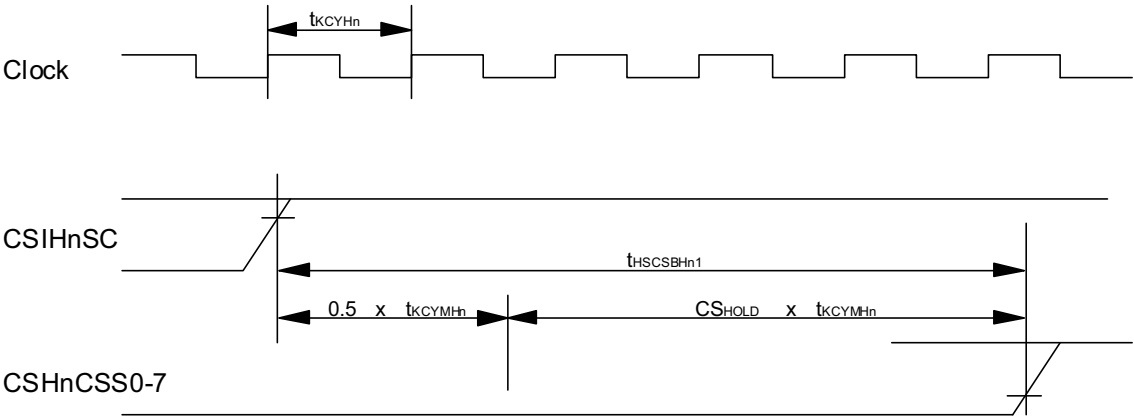 tKCYHn
Clock
CSIHnSC
tHSCSBHn1
0.5 x tKCYMHn
CSHOLD x tKCYMHn
CSHnCSS0-7